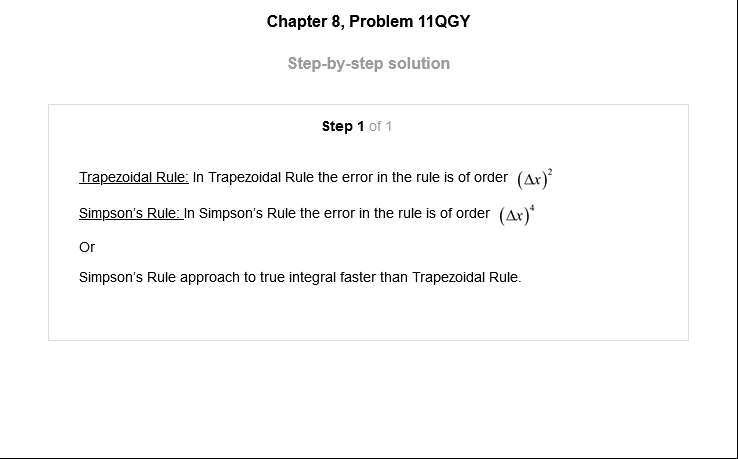 Chapter 8, Problem 11QGY
Step-by-step solution
Step 1 of 1
Trapezoidal Rule: In Trapezoidal Rule the error in the rule is of order (Δx)²
Simpson's Rule: In Simpson's Rule the error in the rule is of order (Δx)⁴
Or
Simpson's Rule approach to true integral faster than Trapezoidal Rule.